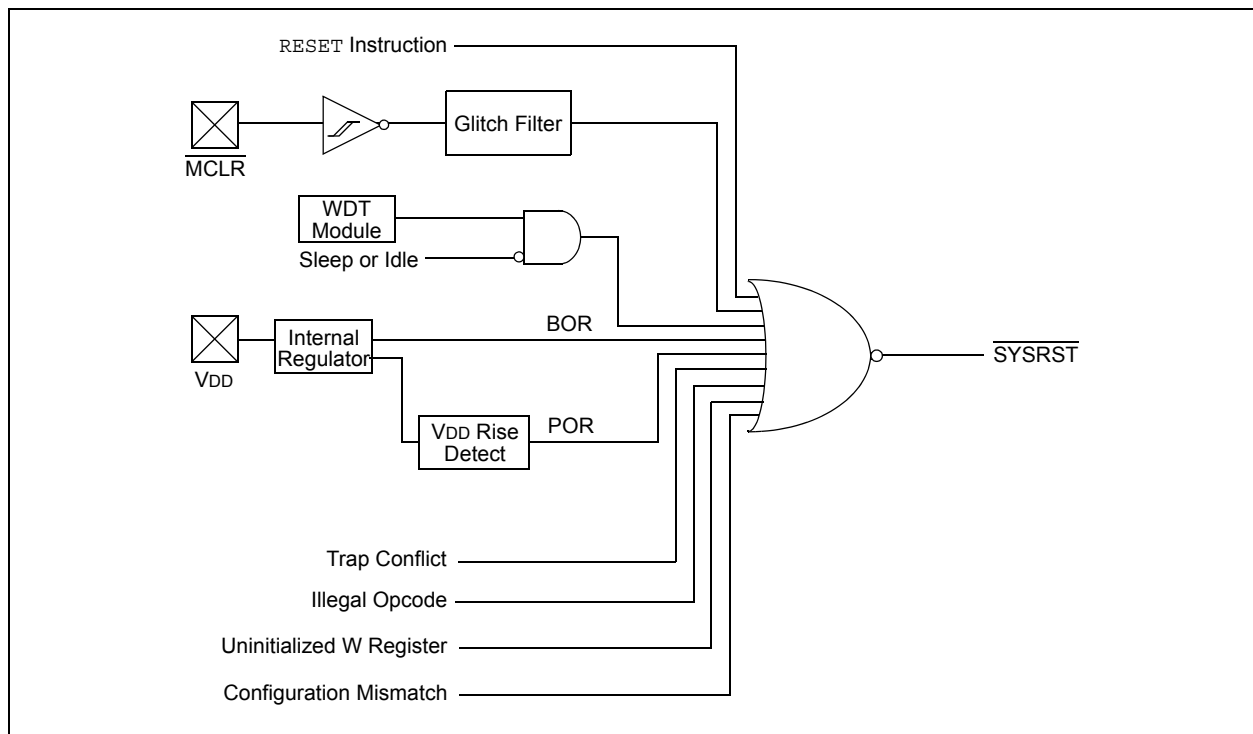 RESET Instruction
Glitch Filter
MCLR
WDT
Module
Sleep or Idle
BOR
Internal
Regulator
SYSRST
VDD
POR
VDD Rise
Detect
Trap Conflict
Illegal Opcode
Uninitialized W Register
Configuration Mismatch